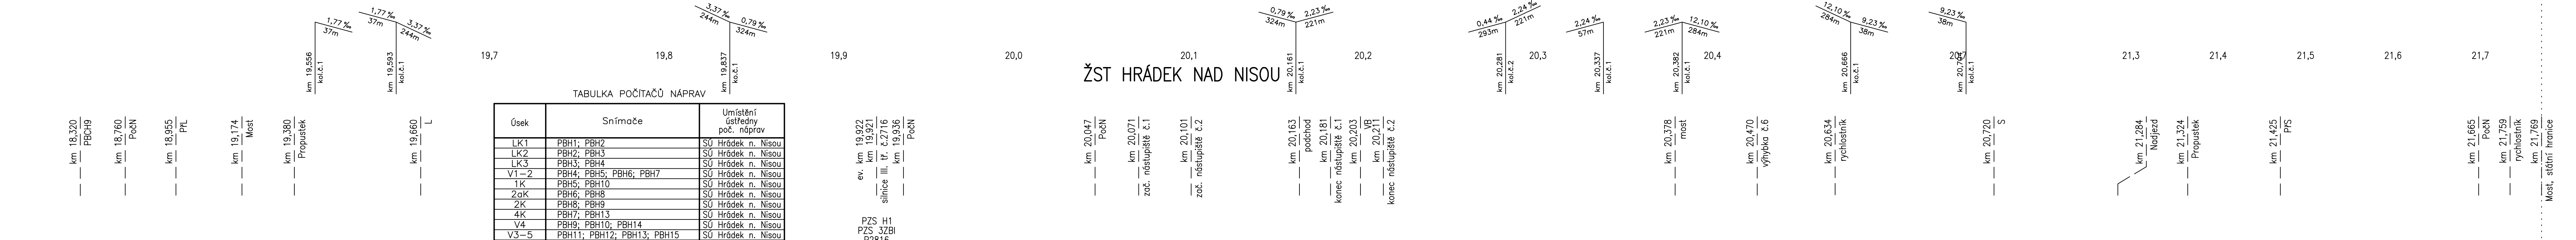 1,77 ‰
37m
1,77 ‰
37m
3,37 ‰
244m
3,37 ‰
244m
0,79 ‰
324m
0,79 ‰
324m
2,23 ‰
221m
0,44 ‰
293m
2,24 ‰
221m
2,24 ‰
57m
2,23 ‰
221m
12,10 ‰
284m
12,10 ‰
284m
9,23 ‰
38m
9,23 ‰
38m
km 19,556
kol.č.1
km 19,593
kol.č.1
km 19,837
ko.č.1
km 20,161
kol.č.1
km 20,281
kol.č.2
km 20,337
kol.č.1
km 20,382
kol.č.1
km 20,666
ko.č.1
kol.č.1
19,7
19,8
19,9
20,0
20,1
20,2
20,3
20,4
20,7
21,3
21,4
21,5
21,6
21,7
ŽST HRÁDEK NAD NISOU
km 18,320
PBCH9
km 18,760
PočN
km 18,955
PřL
km 19,174
Most
km 19,380
Propustek
km 19,660
L
TABULKA POČÍTAČŮ NÁPRAV
Úsek
Snímače
Umístění
ústředny
poč. náprav
LK1 PBH1; PBH2 SÚ Hrádek n. Nisou
LK2 PBH2; PBH3 SÚ Hrádek n. Nisou
LK3 PBH3; PBH4 SÚ Hrádek n. Nisou
V1-2 PBH4; PBH5; PBH6; PBH7 SÚ Hrádek n. Nisou
1K PBH5; PBH10 SÚ Hrádek n. Nisou
2aK PBH6; PBH8 SÚ Hrádek n. Nisou
2K PBH8; PBH9 SÚ Hrádek n. Nisou
4K PBH7; PBH13 SÚ Hrádek n. Nisou
V4 PBH9; PBH10; PBH14 SÚ Hrádek n. Nisou
V3-5 PBH11; PBH12; PBH13; PBH15 SÚ Hrádek n. Nisou
ev. km 19,922
km 19,921
silnice III. tř. č.2716
km 19,936
PočN
PZS H1
PZS 3ZBI
P2816
km 20,047
PočN
km 20,071
zač. nástupiště č.1
km 20,101
zač. nástupiště č.2
km 20,163
podchod
km 20,181
konec nástupiště č.1
km 20,203
VB
km 20,211
konec nástupiště č.2
km 20,378
most
km 20,470
výhybka č.6
km 20,634
rychlostník
km 20,720
S
km 21,284
Nadjezd
km 21,324
Propustek
km 21,425
PřS
km 21,665
PočN
km 21,759
rychlostník
km 21,769
Most, státní hranice